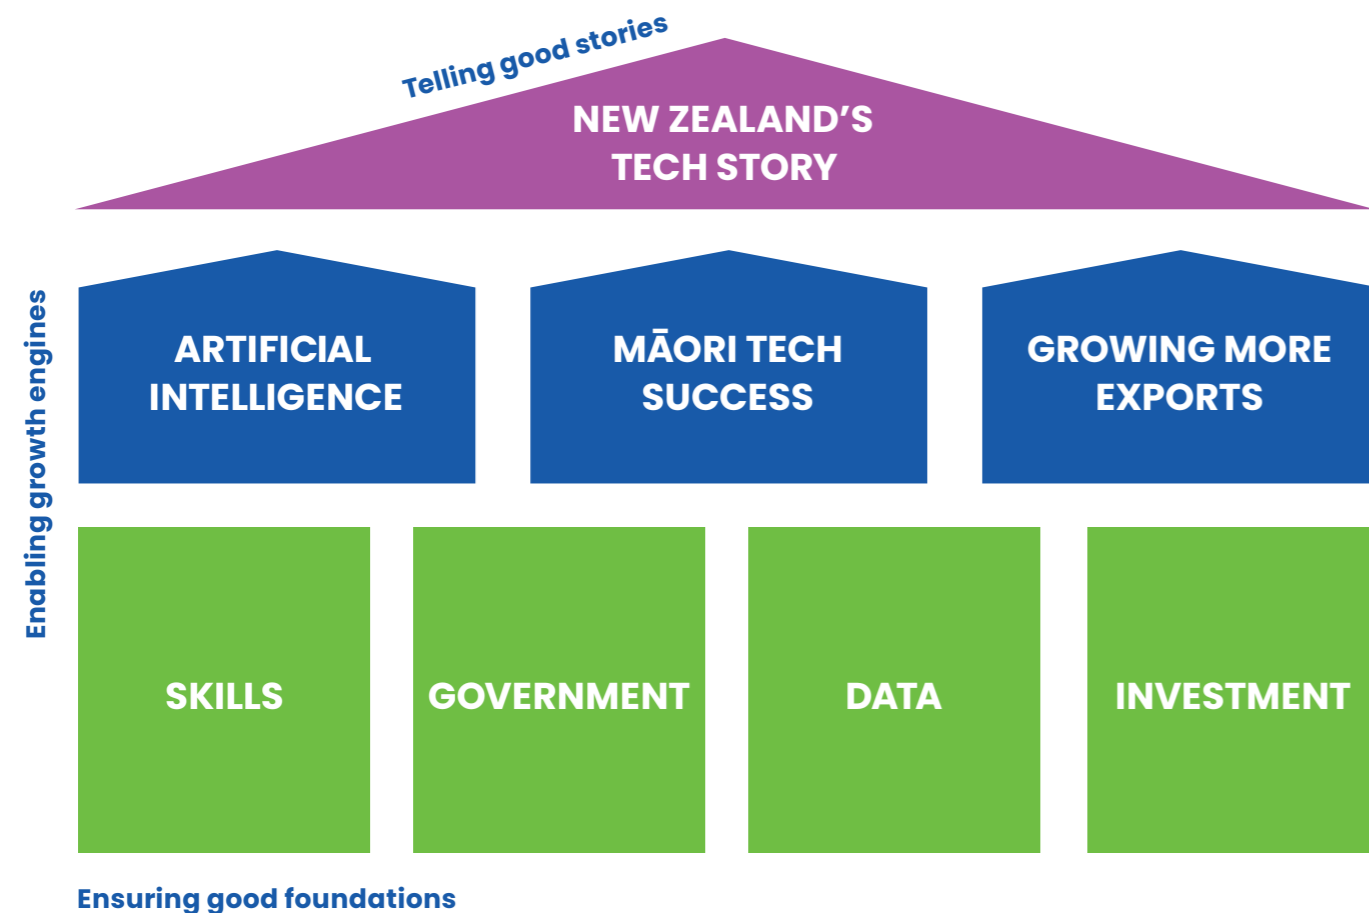 Telling good stories
NEW ZEALAND’S
TECH STORY
Enabling growth engines
ARTIFICIAL
INTELLIGENCE
MĀORI TECH
SUCCESS
GROWING MORE
EXPORTS
SKILLS
GOVERNMENT
DATA
INVESTMENT
Ensuring good foundations